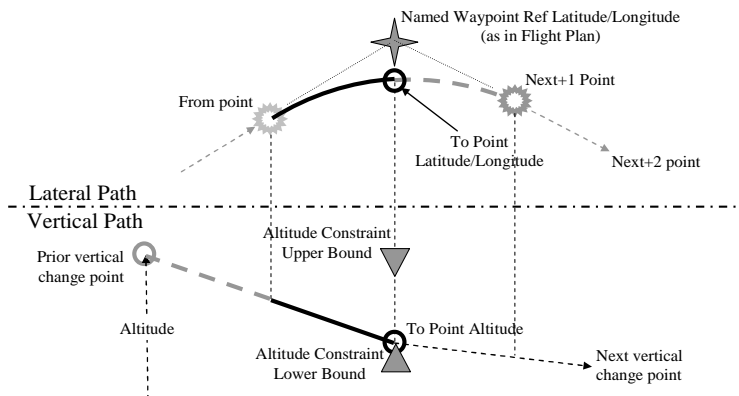 Named Waypoint Ref Latitude/Longitude
(as in Flight Plan)
Next+1 Point
From point
To Point
Latitude/Longitude
Next+2 point
Lateral Path
Vertical Path
Altitude Constraint
Upper Bound
Prior vertical
change point
Altitude
To Point Altitude
Altitude Constraint
Lower Bound
Next vertical
change point